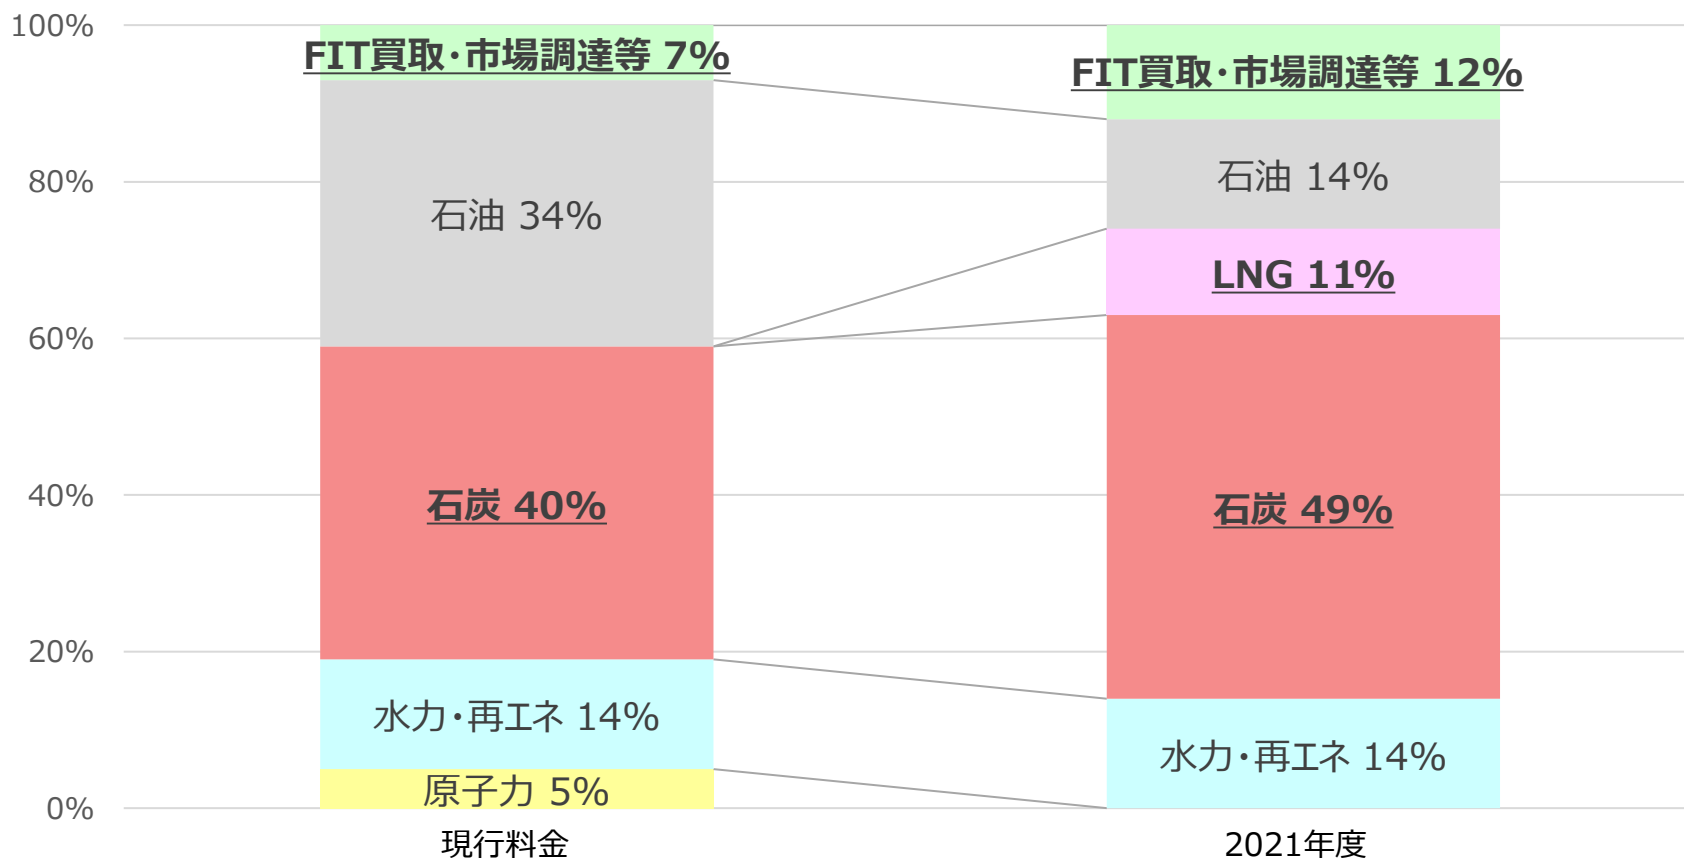 100%
80%
60%
40%
20%
0%
FIT買取・市場調達等 7%
石油 34%
石炭 40%
水力・再エネ 14%
原子力 5%
現行料金
FIT買取・市場調達等 12%
石油 14%
LNG 11%
石炭 49%
水力・再エネ 14%
2021年度